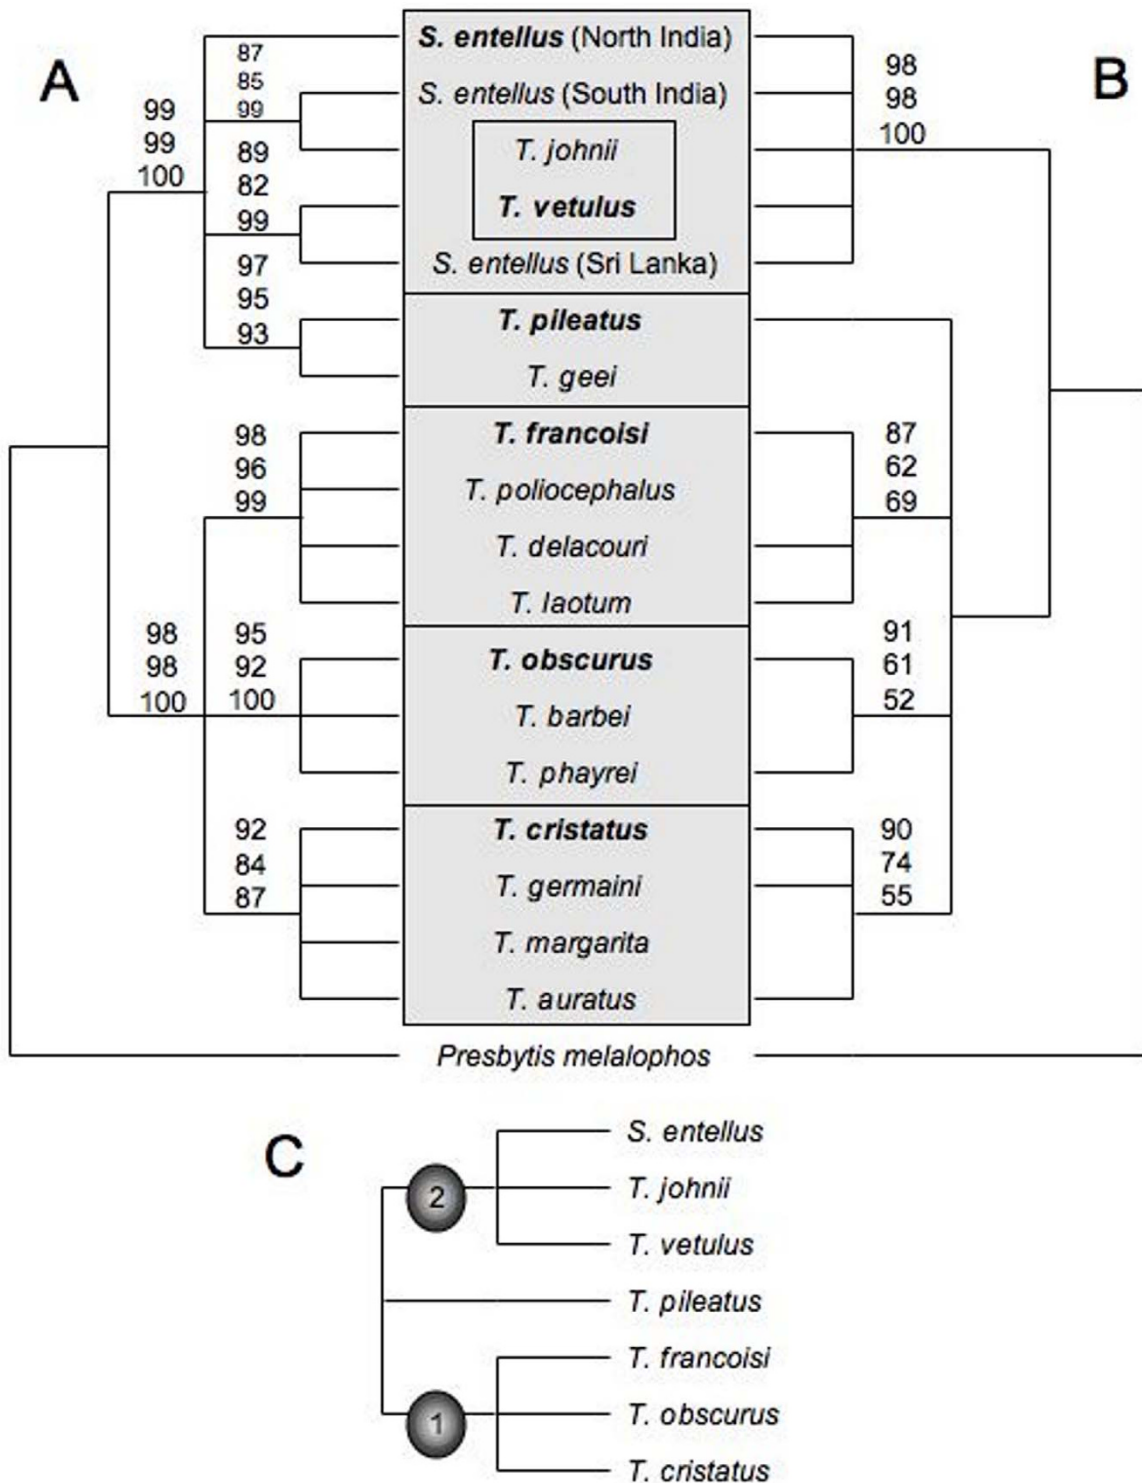 A
B
S. entellus (North India)
S. entellus (South India)
T. johnii
T. vetulus
S. entellus (Sri Lanka)
T. pileatus
T. geei
T. francoisi
T. poliocephalus
T. delacouri
T. laotum
T. obscurus
T. barbei
T. phayrei
T. cristatus
T. germaini
T. margarita
T. auratus
Presbytis melalophos
99
99
100
87
85
99
89
82
99
97
95
93
98
96
99
98
98
100
95
92
100
92
84
87
98
98
100
87
62
69
91
61
52
90
74
55
C
2
1
S. entellus
T. johnii
T. vetulus
T. pileatus
T. francoisi
T. obscurus
T. cristatus